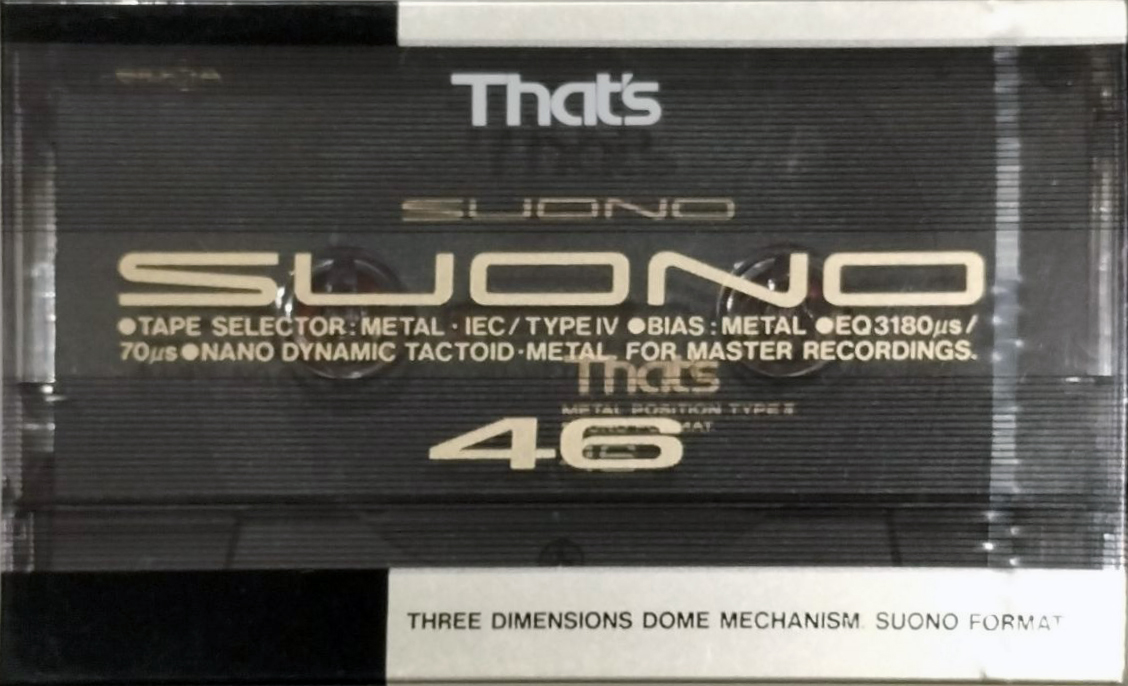 That's
SUONO
SUONO
●TAPE SELECTOR:METAL·IEC/TYPE IV ●BIAS:METAL ●EQ3180µs/
70µs●NANO DYNAMIC TACTOID·METAL FOR MASTER RECORDINGS.
That's
METAL POSITION TYPE
46
THREE DIMENSIONS DOME MECHANISM. SUONO FORMAT